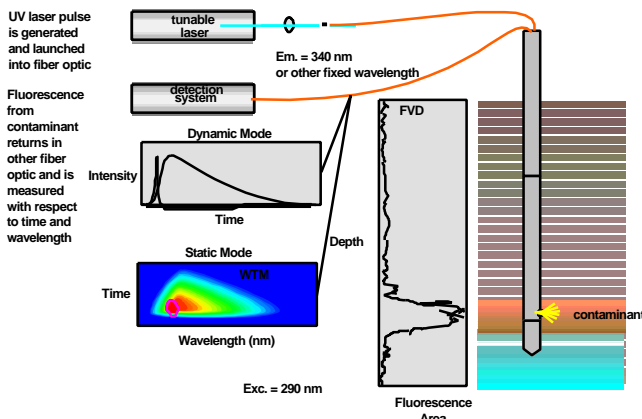 UV laser pulse
is generated
and launched
into fiber optic
Fluorescence
from
contaminant
returns in
other fiber
optic and is
measured
with respect
to time and
wavelength
tunable
laser
Em. = 340 nm
or other fixed wavelength
detection
system
Dynamic Mode
Intensity
Time
Static Mode
WTM
Time
Wavelength (nm)
Exc. = 290 nm
Depth
FVD
Fluorescence
Area
contaminant